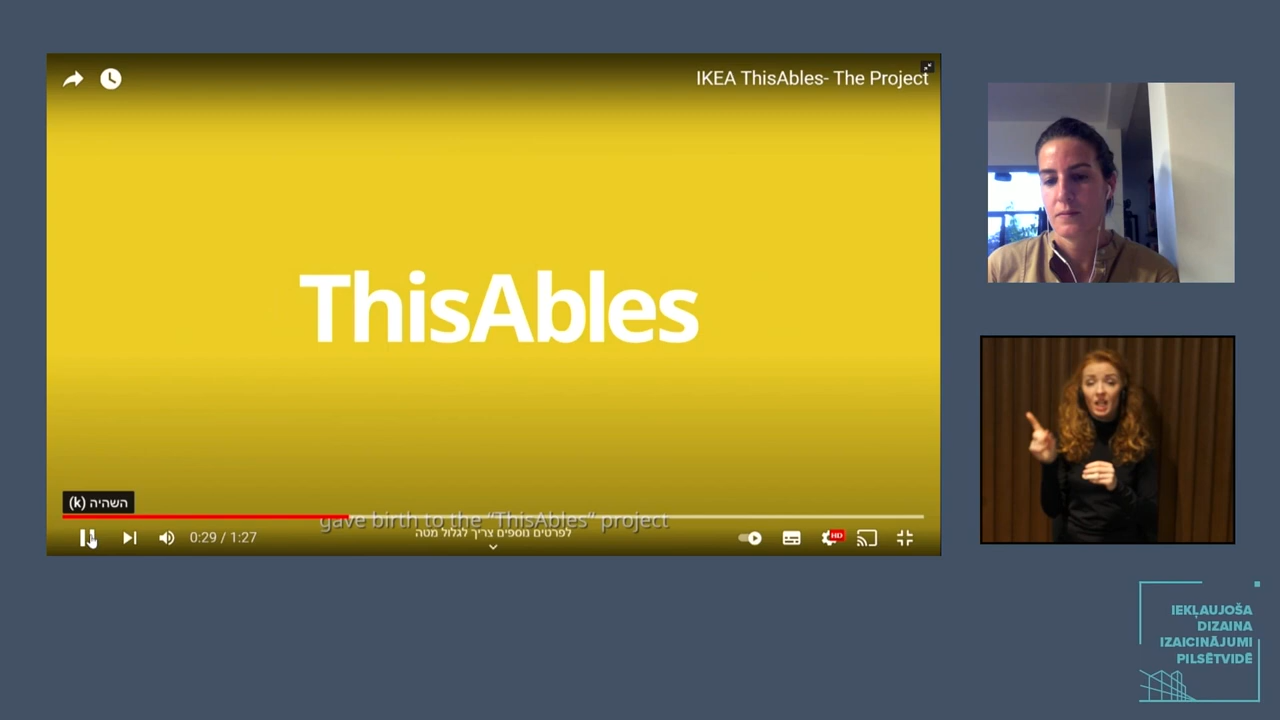 IKEA ThisAbles- The Project
ThisAbles
השהיה (k)
gave birth to the “ThisAbles” project
0:29 / 1:27
לפרטים נוספים צריך לגלול מטה
HD
IEKĻAUJOŠA
DIZAINA
IZAICINĀJUMI
PILSĒTVIDĒ